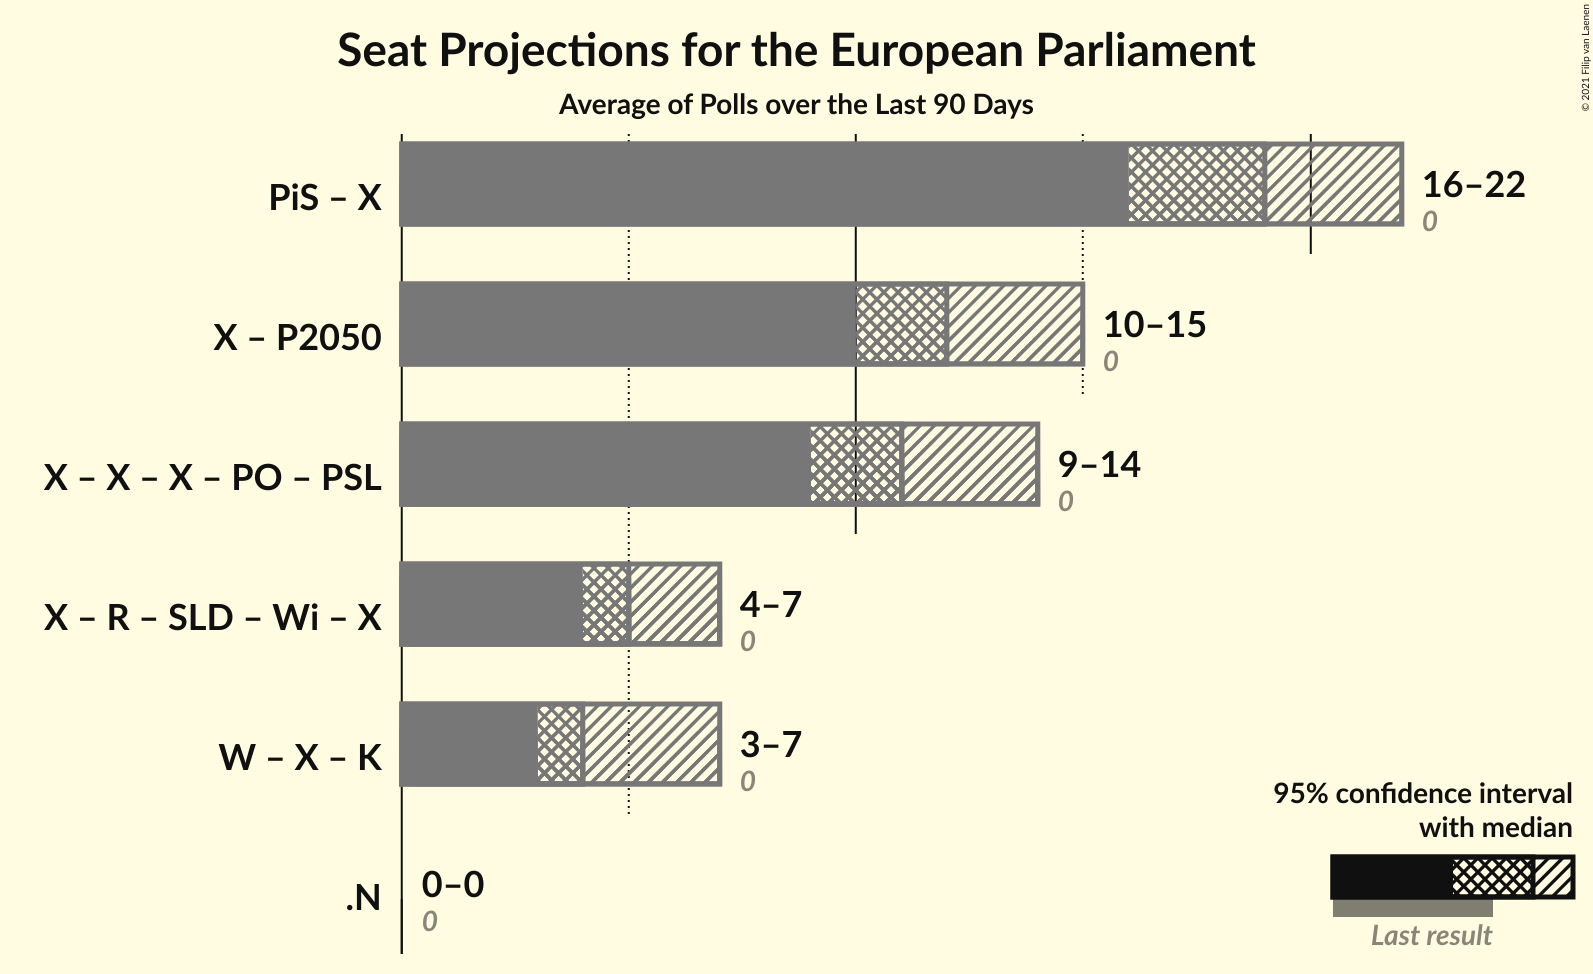 Seat Projections for the European Parliament
Average of Polls over the Last 90 Days
© 2021 Filip van Laenen
PiS – X
16–22
0
X – P2050
10–15
0
X – X – X – PO – PSL
9–14
0
X – R – SLD – Wi – X
4–7
0
W – X – K
3–7
0
.N
0–0
0
95% confidence interval
with median
Last result